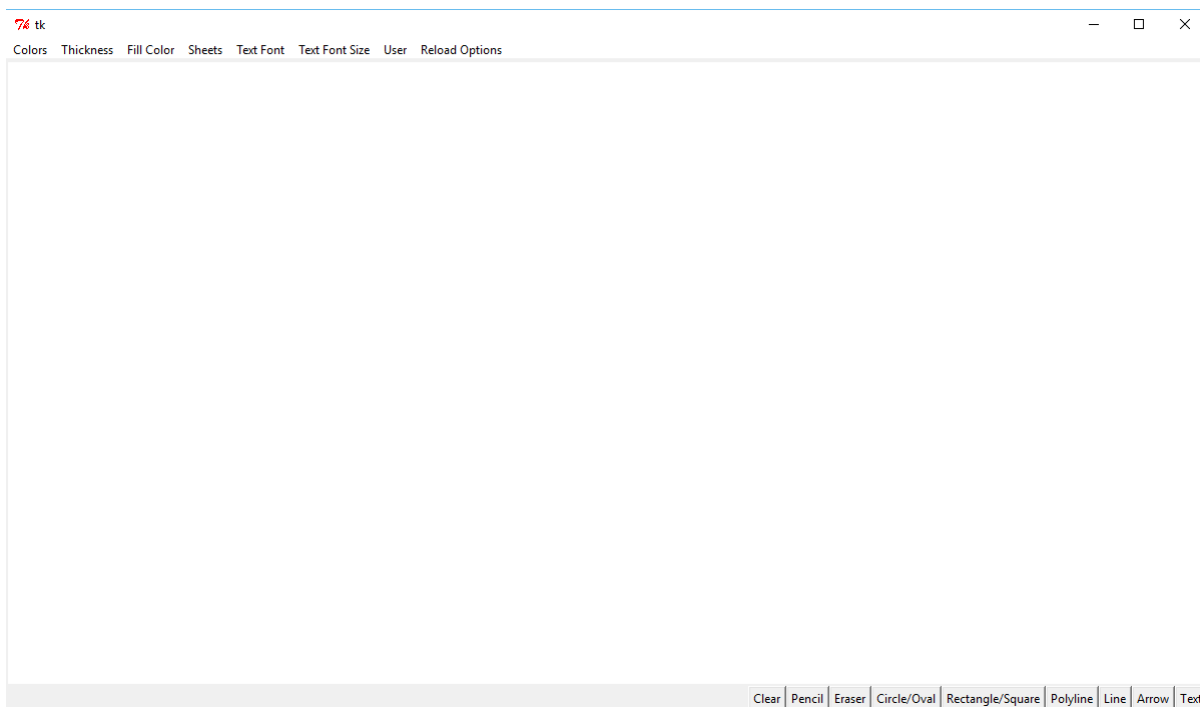 tk
Colors Thickness Fill Color Sheets Text Font Text Font Size User Reload Options
Clear Pencil Eraser Circle/Oval Rectangle/Square Polyline Line Arrow Text